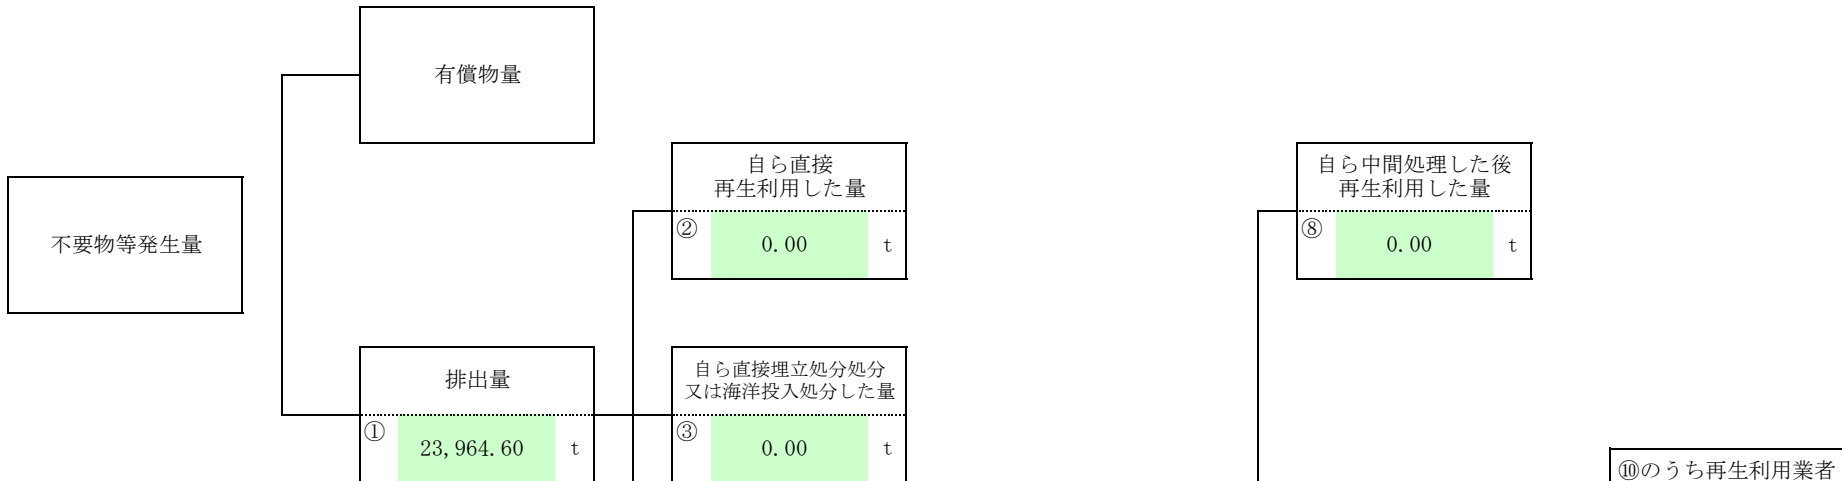 有償物量
自ら直接
再生利用した量
② 0.00 t
自ら中間処理した後
再生利用した量
⑧ 0.00 t
不要物等発生量
排出量
① 23,964.60 t
自ら直接埋立処分処分
又は海洋投入処分した量
③ 0.00 t
⑩のうち再生利用業者